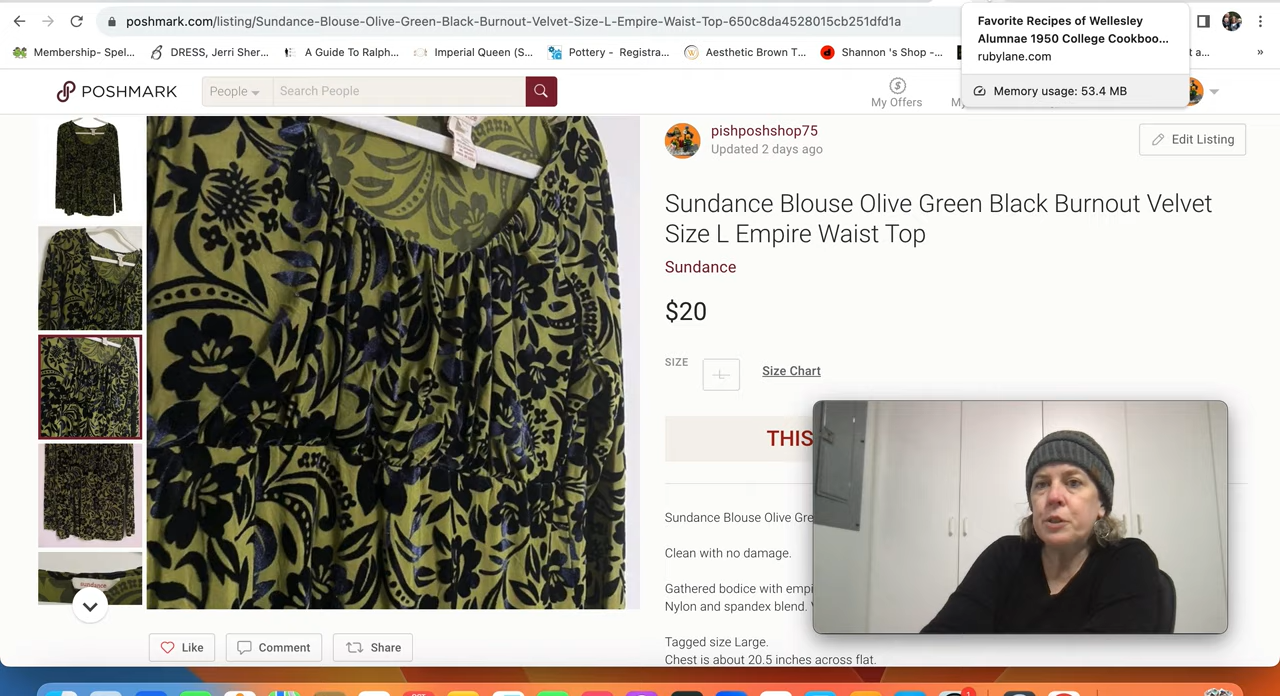 poshmark.com/listing/Sundance-Blouse-Olive-Green-Black-Burnout-Velvet-Size-L-Empire-Waist-Top-650c8da4528015cb251dfd1a
Favorite Recipes of Wellesley
Alumnae 1950 College Cookboo...
rubylane.com
Memory usage: 53.4 MB
Membership- Spel...
DRESS, Jerri Sher...
A Guide To Ralph...
Imperial Queen (S...
Pottery - Registra...
Aesthetic Brown T...
Shannon 's Shop -...
POSHMARK
People
Search People
My Offers
pishposhshop75
Updated 2 days ago
Edit Listing
Sundance Blouse Olive Green Black Burnout Velvet
Size L Empire Waist Top
Sundance
$20
SIZE
L
Size Chart
THIS
Sundance Blouse Olive Gre
Clean with no damage.
Gathered bodice with empi
Nylon and spandex blend.
Tagged size Large.
Chest is about 20.5 inches across flat.
sundance
Like
Comment
Share